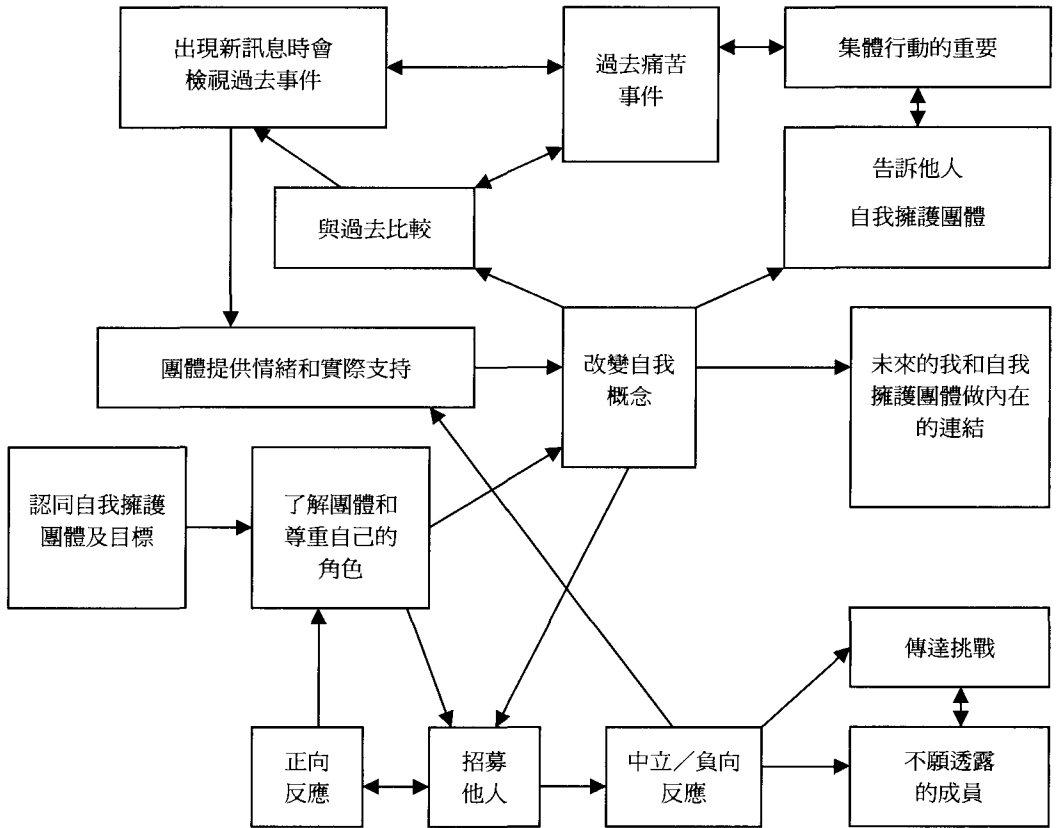 出現新訊息時會
檢視過去事件
過去痛苦
事件
集體行動的重要
告訴他人
自我擁護團體
與過去比較
團體提供情緒和實際支持
改變自我
概念
未來的我和自我
擁護團體做內在
的連結
認同自我擁護
團體及目標
了解團體和
尊重自己的
角色
傳達挑戰
正向
反應
招募
他人
中立／負向
反應
不願透露
的成員